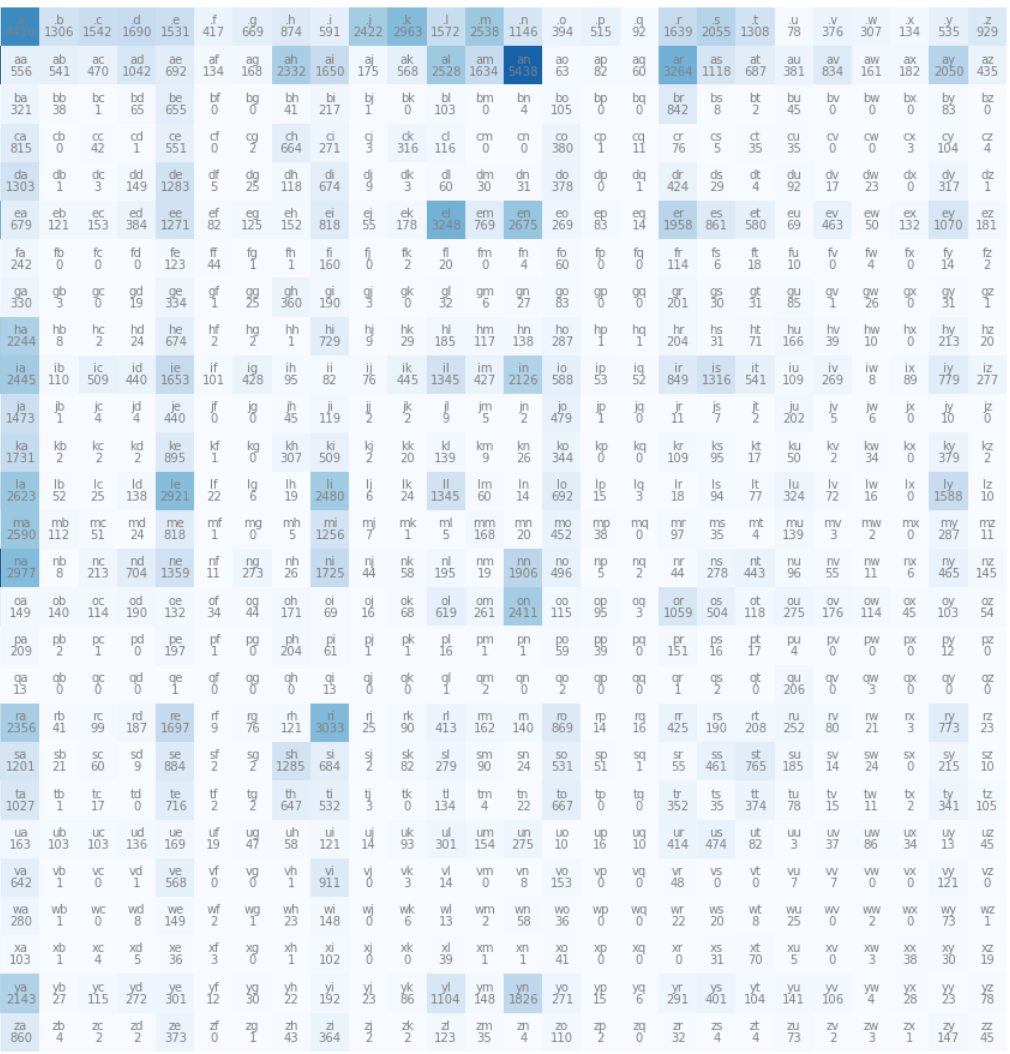 .b .c .d .e .f .g .h .i .j .k .l .m .n .o .p .q .r .s .t .u .v .w .x .y .z
1306 1542 1690 1531 417 669 874 591 2422 2963 1572 2538 1146 394 515 92 1639 2055 1308 78 376 307 134 535 929
aa ab ac ad ae af ag ah ai aj ak al am an ao ap aq ar as at au av aw ax ay az
556 541 470 1042 692 134 168 2332 1650 175 568 2528 1634 5438 63 82 60 3264 1118 687 381 834 161 182 2050 435
ba bb bc bd be bf bg bh bi bj bk bl bm bn bo bp bq br bs bt bu bv bw bx by bz
321 38 1 65 655 0 0 41 217 1 0 103 0 4 105 0 0 842 8 2 45 0 0 0 83 0
ca cb cc cd ce cf cg ch ci cj ck cl cm cn co cp cq cr cs ct cu cv cw cx cy cz
815 0 42 1 551 0 2 664 271 3 316 116 0 0 380 1 11 76 5 35 35 0 0 3 104 4
da db dc dd de df dg dh di dj dk dl dm dn do dp dq dr ds dt du dv dw dx dy dz
1303 1 3 149 1283 5 25 118 674 9 3 60 30 31 378 0 1 424 29 4 92 17 23 0 317 1
ea eb ec ed ee ef eg eh ei ej ek el em en eo ep eq er es et eu ev ew ex ey ez
679 121 153 384 1271 82 125 152 818 55 178 3248 769 2675 269 83 14 1958 861 580 69 463 50 132 1070 181
fa fb fc fd fe ff fg fh fi fj fk fl fm fn fo fp fq fr fs ft fu fv fw fx fy fz
242 0 0 0 123 44 1 1 160 0 2 20 0 4 60 0 0 114 6 18 10 0 4 0 14 2
ga gb gc gd ge gf gg gh gi gj gk gl gm gn go gp gq gr gs gt gu gv gw gx gy gz
330 3 0 19 334 1 25 360 190 3 0 32 6 27 83 0 0 201 30 31 85 1 26 0 31 1
ha hb hc hd he hf hg hh hi hj hk hl hm hn ho hp hq hr hs ht hu hv hw hx hy hz
2244 8 2 24 674 2 2 1 729 9 29 185 117 138 287 1 1 204 31 71 166 39 10 0 213 20
ia ib ic id ie if ig ih ii ij ik il im in io ip iq ir is it iu iv iw ix iy iz
2445 110 509 440 1653 101 428 95 82 76 445 1345 427 2126 588 53 52 849 1316 541 109 269 8 89 779 277
ja jb jc jd je jf jg jh ji jj jk jl jm jn jo jp jq jr js jt ju jv jw jx jy jz
1473 1 4 4 440 0 0 45 119 2 2 9 5 2 479 1 0 11 7 2 202 5 6 0 10 0
ka kb kc kd ke kf kg kh ki kj kk kl km kn ko kp kq kr ks kt ku kv kw kx ky kz
1731 2 2 2 895 1 0 307 509 2 20 139 9 26 344 0 0 109 95 17 50 2 34 0 379 2
la lb lc ld le lf lg lh li lj lk ll lm ln lo lp lq lr ls lt lu lv lw lx ly lz
2623 52 25 138 2921 22 6 19 2480 6 24 1345 60 14 692 15 3 18 94 77 324 72 16 0 1588 10
ma mb mc md me mf mg mh mi mj mk ml mm mn mo mp mq mr ms mt mu mv mw mx my mz
2590 112 51 24 818 1 0 5 1256 7 1 5 168 20 452 38 0 97 35 4 139 3 2 0 287 11
na nb nc nd ne nf ng nh ni nj nk nl nm nn no np nq nr ns nt nu nv nw nx ny nz
2977 8 213 704 1359 11 273 26 1725 44 58 195 19 1906 496 5 2 44 278 443 96 55 11 6 465 145
oa ob oc od oe of og oh oi oj ok ol om on oo op oq or os ot ou ov ow ox oy oz
149 140 114 190 132 34 44 171 69 16 68 619 261 2411 115 95 3 1059 504 118 275 176 114 45 103 54
pa pb pc pd pe pf pg ph pi pj pk pl pm pn po pp pq pr ps pt pu pv pw px py pz
209 2 1 0 197 1 0 204 61 1 1 16 1 1 59 39 0 151 16 17 4 0 0 0 12 0
qa qb qc qd qe qf qg qh qi qj qk ql qm qn qo qp qq qr qs qt qu qv qw qx qy qz
13 0 0 0 1 0 0 0 13 0 0 1 2 0 2 0 0 1 2 0 206 0 3 0 0 0
ra rb rc rd re rf rg rh ri rj rk rl rm rn ro rp rq rr rs rt ru rv rw rx ry rz
2356 41 99 187 1697 9 76 121 3033 25 90 413 162 140 869 14 16 425 190 208 252 80 21 3 773 23
sa sb sc sd se sf sg sh si sj sk sl sm sn so sp sq sr ss st su sv sw sx sy sz
1201 21 60 9 884 2 2 1285 684 2 82 279 90 24 531 51 1 55 461 765 185 14 24 0 215 10
ta tb tc td te tf tg th ti tj tk tl tm tn to tp tq tr ts tt tu tv tw tx ty tz
1027 1 17 0 716 2 2 647 532 3 0 134 4 22 667 0 0 352 35 374 78 15 11 2 341 105
ua ub uc ud ue uf ug uh ui uj uk ul um un uo up uq ur us ut uu uv uw ux uy uz
163 103 103 136 169 19 47 58 121 14 93 301 154 275 10 16 10 414 474 82 3 37 86 34 13 45
va vb vc vd ve vf vg vh vi vj vk vl vm vn vo vp vq vr vs vt vu vv vw vx vy vz
642 1 0 1 568 0 0 1 911 0 3 14 0 8 153 0 0 48 0 0 7 7 0 0 121 0
wa wb wc wd we wf wg wh wi wj wk wl wm wn wo wp wq wr ws wt wu wv ww wx wy wz
280 1 0 8 149 2 1 23 148 0 6 13 2 58 36 0 0 22 20 8 25 0 2 0 73 1
xa xb xc xd xe xf xg xh xi xj xk xl xm xn xo xp xq xr xs xt xu xv xw xx xy xz
103 1 4 5 36 3 0 1 102 0 0 39 1 1 41 0 0 0 31 70 5 0 3 38 30 19
ya yb yc yd ye yf yg yh yi yj yk yl ym yn yo yp yq yr ys yt yu yv yw yx yy yz
2143 27 115 272 301 12 30 22 192 23 86 1104 148 1826 271 15 6 291 401 104 141 106 4 28 23 78
za zb zc zd ze zf zg zh zi zj zk zl zm zn zo zp zq zr zs zt zu zv zw zx zy zz
860 4 2 2 373 0 1 43 364 2 2 123 35 4 110 2 0 32 4 4 73 2 3 1 147 45